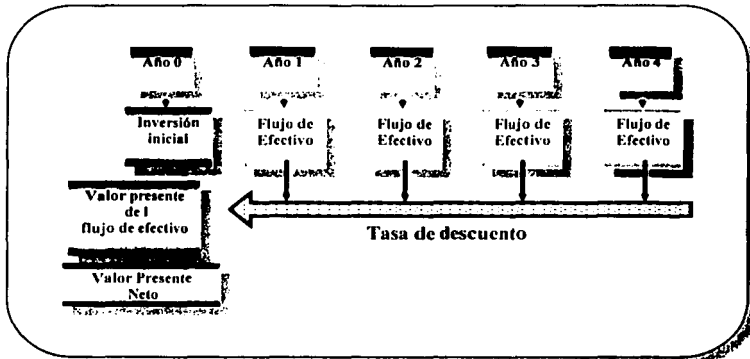 Año 0
Año 1
Año 2
Año 3
Año 4
Inversión
inicial
Flujo de
Efectivo
Flujo de
Efectivo
Flujo de
Efectivo
Flujo de
Efectivo
Valor presente
de l
flujo de efectivo
Tasa de descuento
Valor Presente
Neto